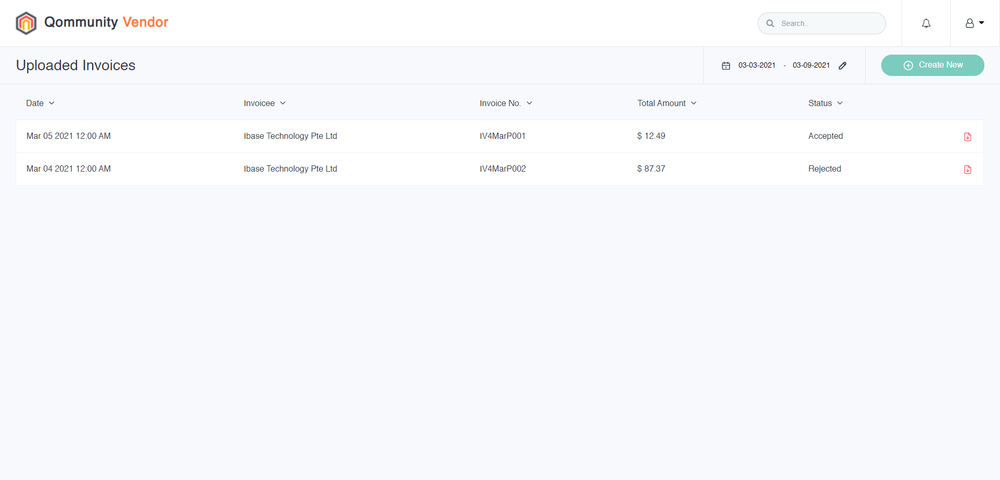 Qommunity Vendor
Search..
Uploaded Invoices
03-03-2021 - 03-09-2021
Create New
Date Invoicee Invoice No. Total Amount Status
Mar 05 2021 12:00 AM Ibase Technology Pte Ltd IV4MarP001 $ 12.49 Accepted
Mar 04 2021 12:00 AM Ibase Technology Pte Ltd IV4MarP002 $ 87.37 Rejected